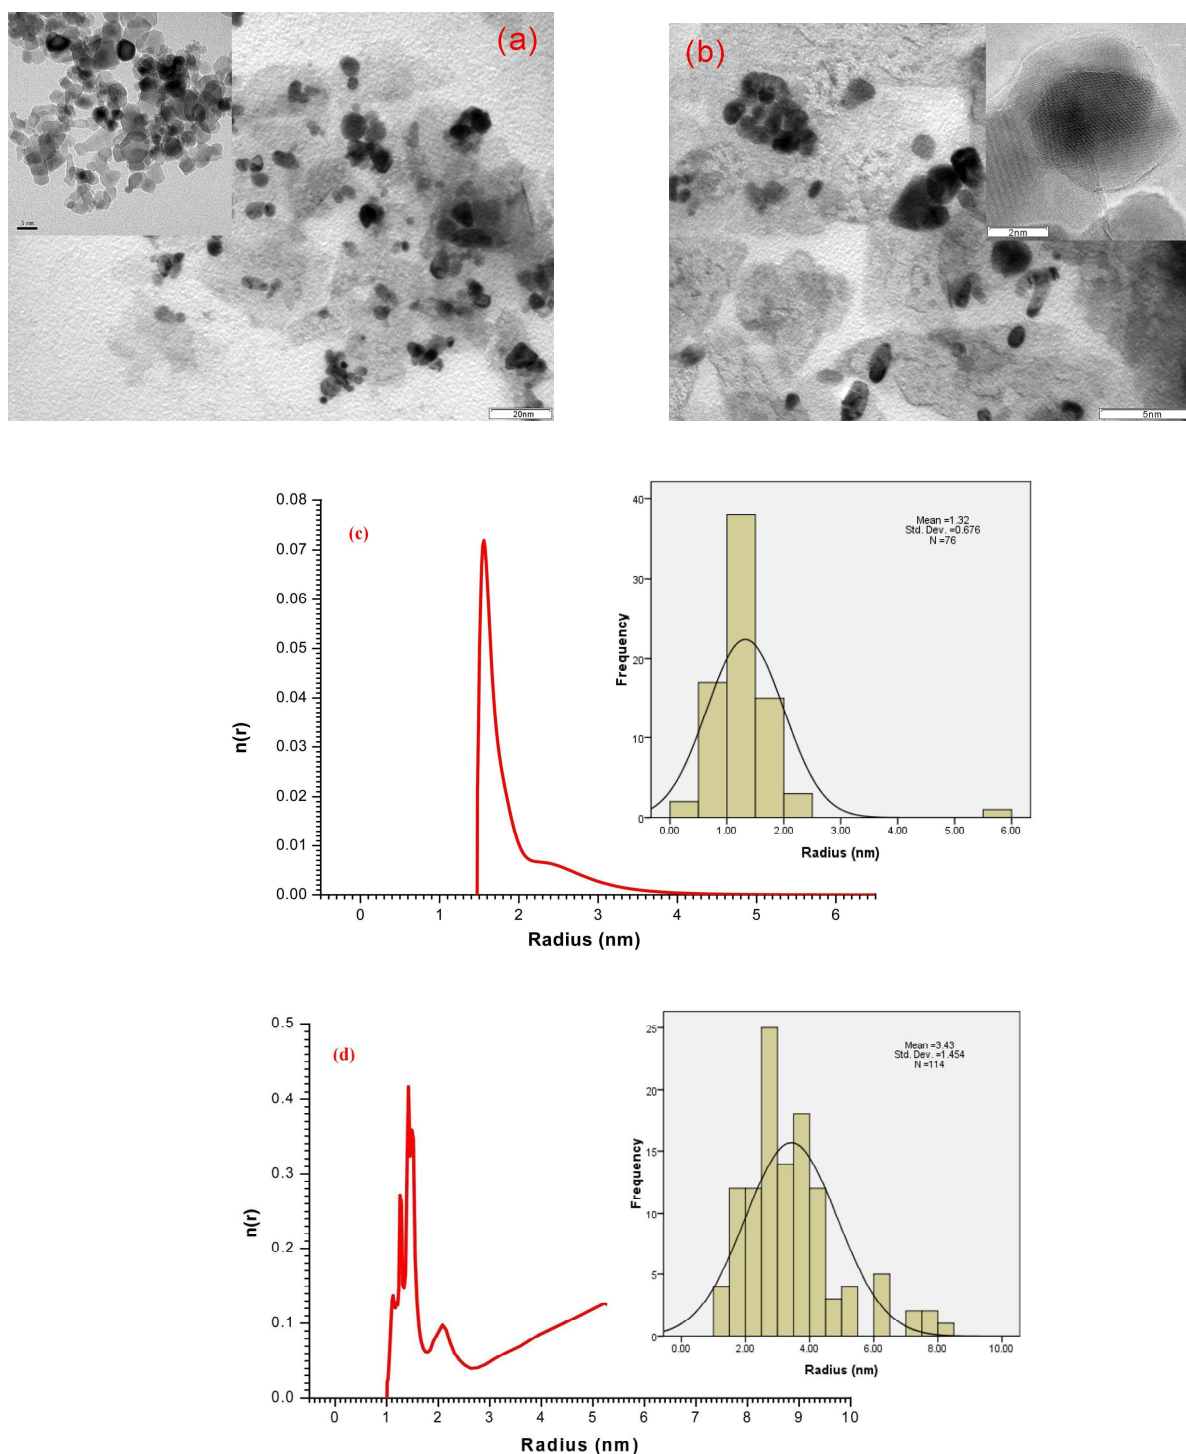 (a)
5 nm
20nm
(b)
2nm
5nm
(c)
n(r)
0.08
0.07
0.06
0.05
0.04
0.03
0.02
0.01
0.00
0 1 2 3 4 5 6
Radius (nm)
Frequency
40
30
20
10
0
Mean =1.32
Std. Dev. =0.676
N =76
0.00 1.00 2.00 3.00 4.00 5.00 6.00
Radius (nm)
(d)
n(r)
0.5
0.4
0.3
0.2
0.1
0.0
0 1 2 3 4 5 6 7 8 9 10
Radius (nm)
Frequency
25
20
15
10
5
0
Mean =3.43
Std. Dev. =1.454
N =114
0.00 2.00 4.00 6.00 8.00 10.00
Radius (nm)